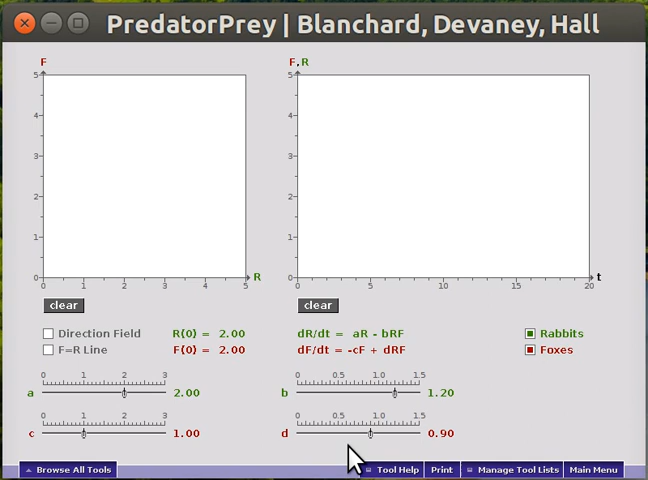 PredatorPrey | Blanchard, Devaney, Hall
F
5
4
3
2
1
0
0 1 2 3 4 5
R
F,R
5
4
3
2
1
0
0 5 10 15 20
t
clear
clear
Direction Field
R(0) = 2.00
F=R Line
F(0) = 2.00
dR/dt = aR - bRF
dF/dt = -cF + dRF
Rabbits
Foxes
0 1 2 3
a 2.00
0 0.5 1.0 1.5
b 1.20
0 1 2 3
c 1.00
0 0.5 1.0 1.5
d 0.90
Browse All Tools
Tool Help
Print
Manage Tool Lists
Main Menu